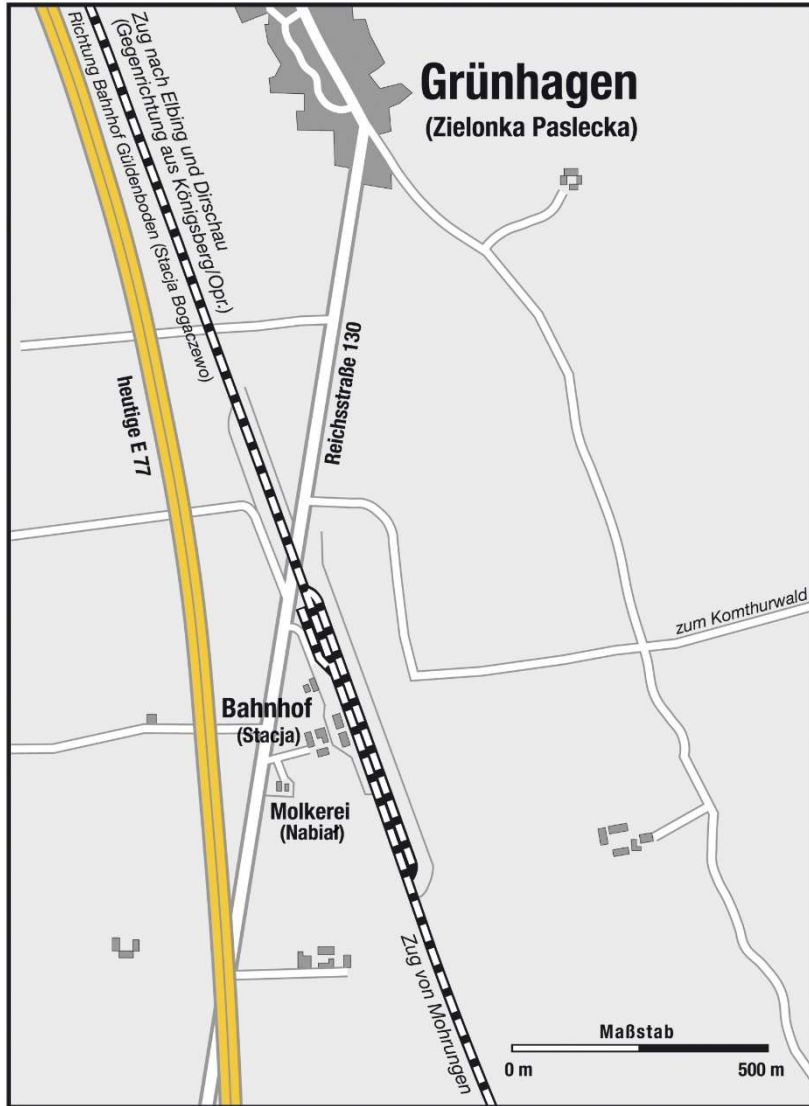 Grünhagen
(Zielonka Paslecka)
Zug nach Elbing und Dirschau
(Gegenrichtung aus Königsberg/Opr.)
Richtung Bahnhof Güldenboden (Stacja Bogaczewo)
heutige E 77
Reichsstraße 130
zum Komthurwald
Bahnhof
(Stacja)
Molkerei
(Nabiał)
Zug von Mohrungen
Maßstab
0 m
500 m